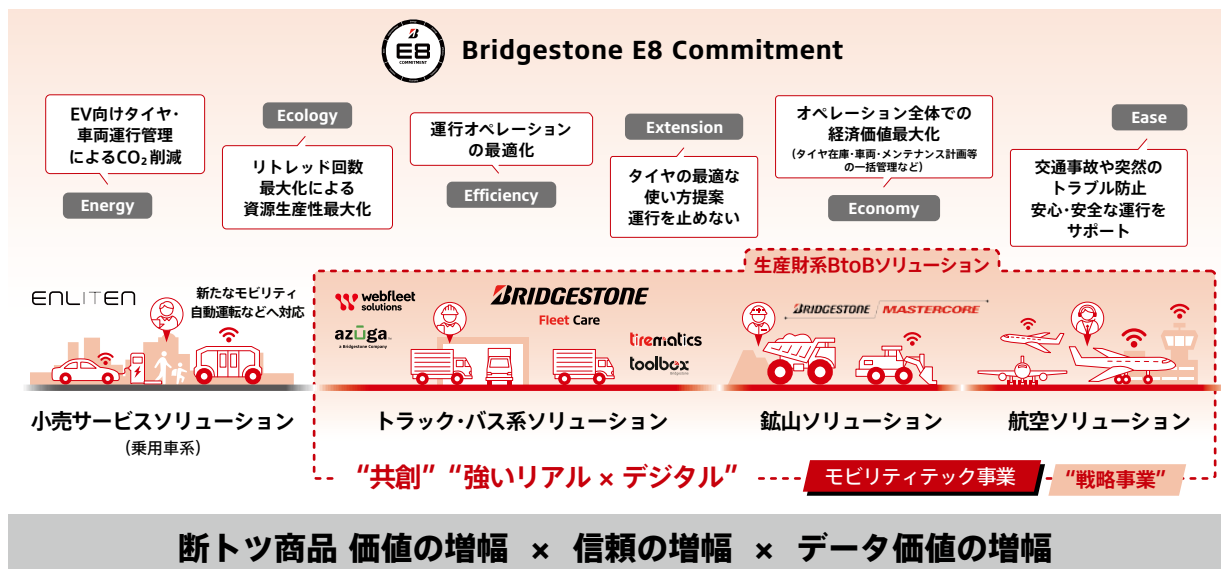 E8
COMMITMENT
Bridgestone E8 Commitment
EV向けタイヤ・
車両運行管理
によるCO₂削減
Energy
Ecology
リトレッド回数
最大化による
資源生産性最大化
運行オペレーション
の最適化
Efficiency
Extension
タイヤの最適な
使い方提案
運行を止めない
オペレーション全体での
経済価値最大化
(タイヤ在庫・車両・メンテナンス計画等
の一括管理など)
Economy
Ease
交通事故や突然の
トラブル防止
安心・安全な運行を
サポート
生産財系BtoBソリューション
ENLITEN
新たなモビリティ
自動運転などへ対応
webfleet
solutions
azuga
a Bridgestone Company
BRIDGESTONE
Fleet Care
tirematics
toolbox
Bridgestone
BRIDGESTONE MASTERCORE
小売サービスソリューション
(乗用車系)
トラック・バス系ソリューション
鉱山ソリューション
航空ソリューション
“共創” “強いリアル × デジタル”
モビリティテック事業
“戦略事業”
断トツ商品 価値の増幅 × 信頼の増幅 × データ価値の増幅